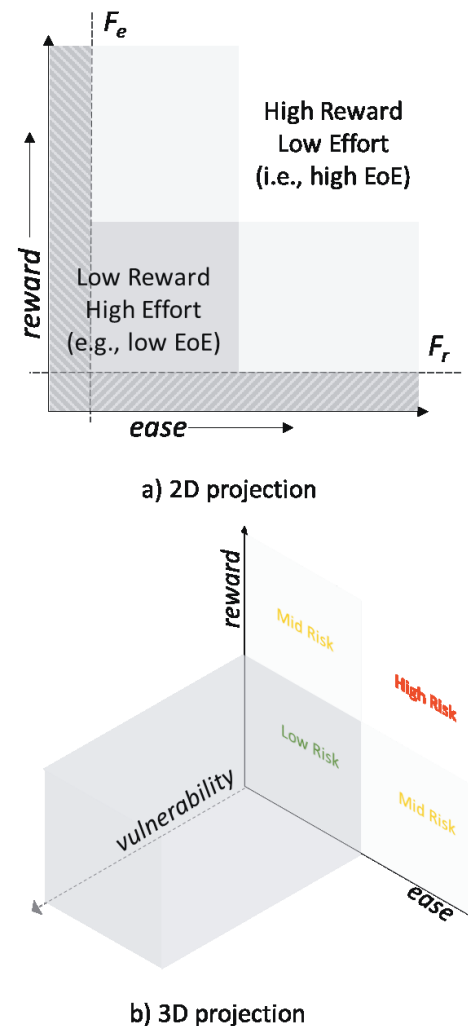 Fe
High Reward
Low Effort
(i.e., high EoE)
reward
Low Reward
High Effort
(e.g., low EoE)
Fr
ease
a) 2D projection
reward
Mid Risk
High Risk
Low Risk
vulnerability
Mid Risk
ease
b) 3D projection